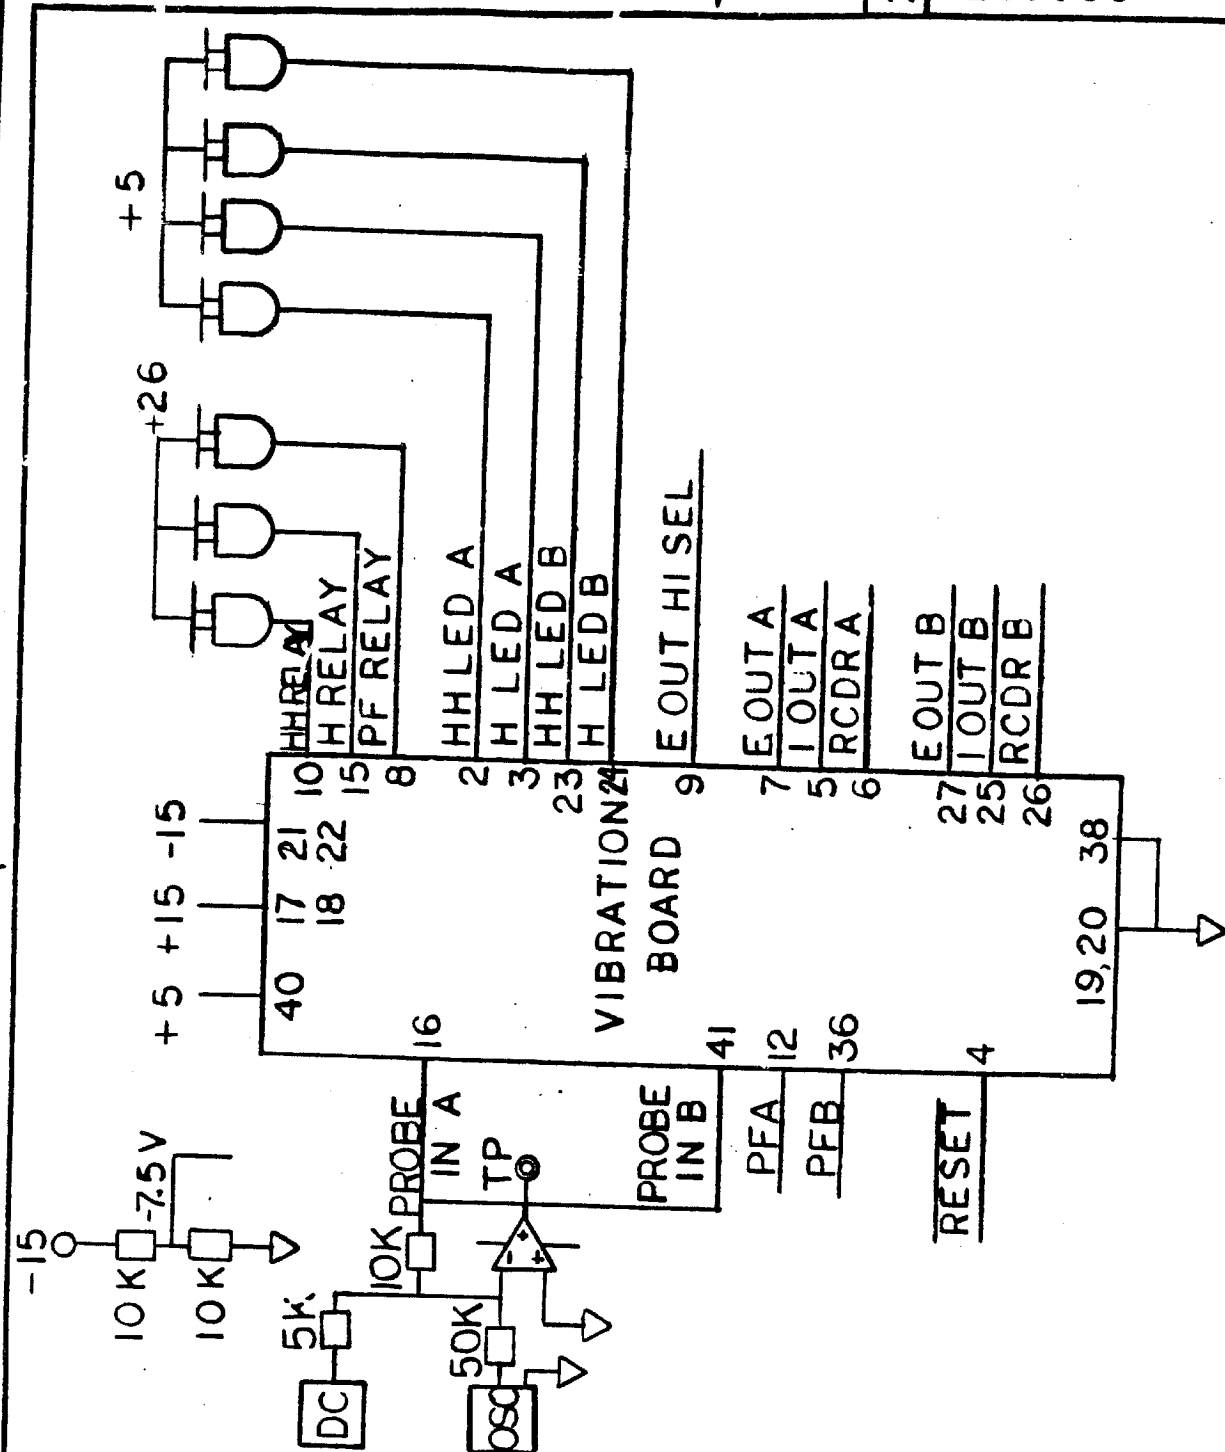 +5
+26
HH RELAY
H RELAY
PF RELAY
HH LED A
H LED A
HH LED B
H LED B
E OUT HI SEL
E OUT A
I OUT A
RCDR A
E OUT B
I OUT B
RCDR B
10
15
8
2
3
23
24
9
7
5
6
27
25
26
-15
+15
+5
21
22
17
18
40
VIBRATION
BOARD
38
19,20
16
41
12
36
4
PROBE
IN A
PROBE
IN B
PFA
PFB
RESET
TP
-7.5V
-15
10K
10K
10K
5K
50K
DC
OSC